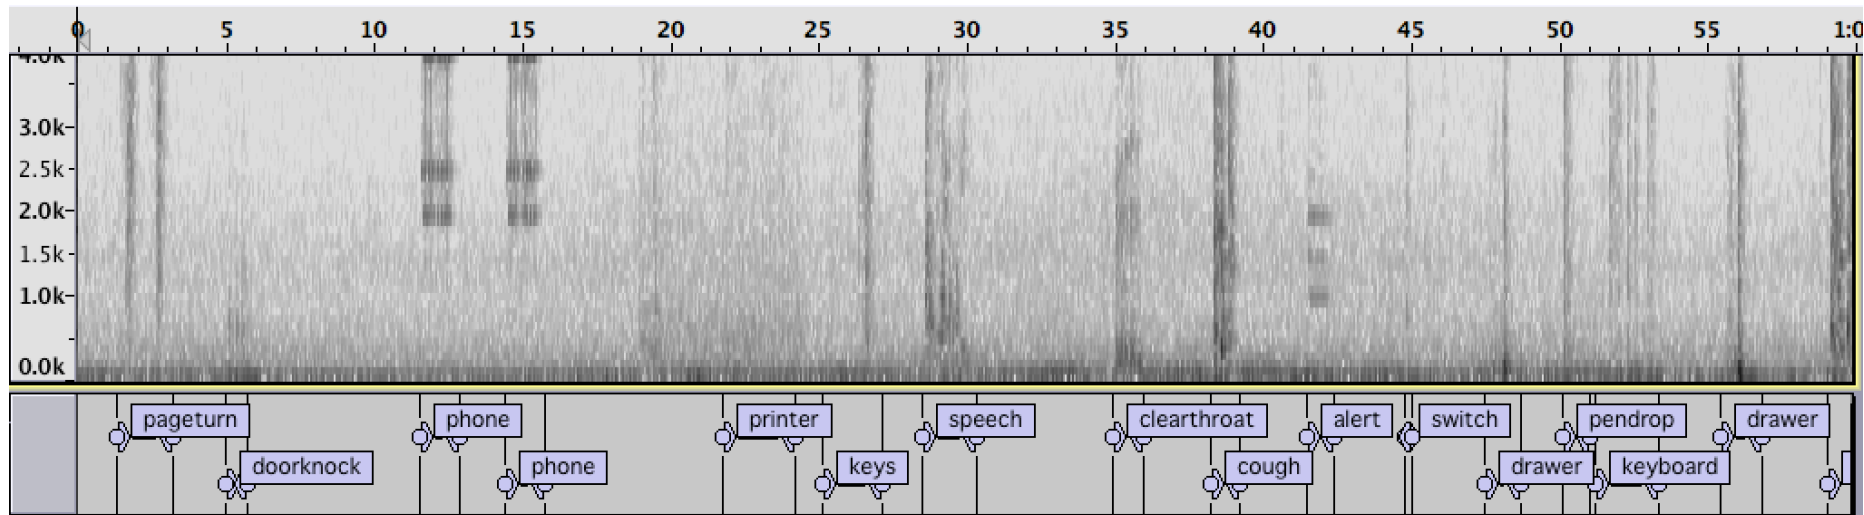 0 5 10 15 20 25 30 35 40 45 50 55 1:0
4.0k
3.0k
2.5k
2.0k
1.5k
1.0k
0.0k
pageturn phone printer speech clearthroat alert switch pendrop drawer
doorknock phone keys cough drawer keyboard